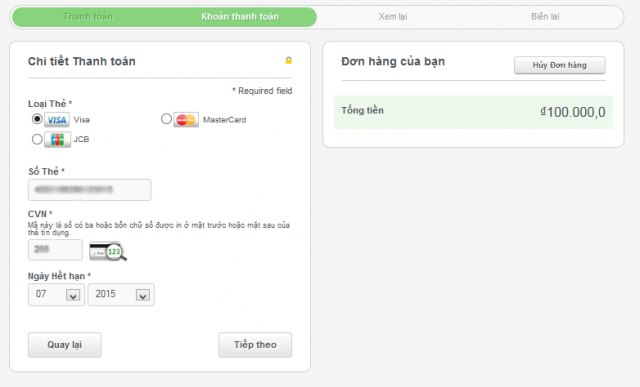 Thanh toán Khoản thanh toán Xem lại Biên lai
Chi tiết Thanh toán
* Required field
Loại Thẻ *
VISA Visa MasterCard MasterCard
JCB JCB
Số Thẻ *
CVN *
Mã này là số có ba hoặc bốn chữ số được in ở mặt trước hoặc mặt sau của
thẻ tín dụng.
123
Ngày Hết hạn *
07 2015
Quay lại Tiếp theo
Đơn hàng của bạn Hủy Đơn hàng
Tổng tiền ₫100.000,0